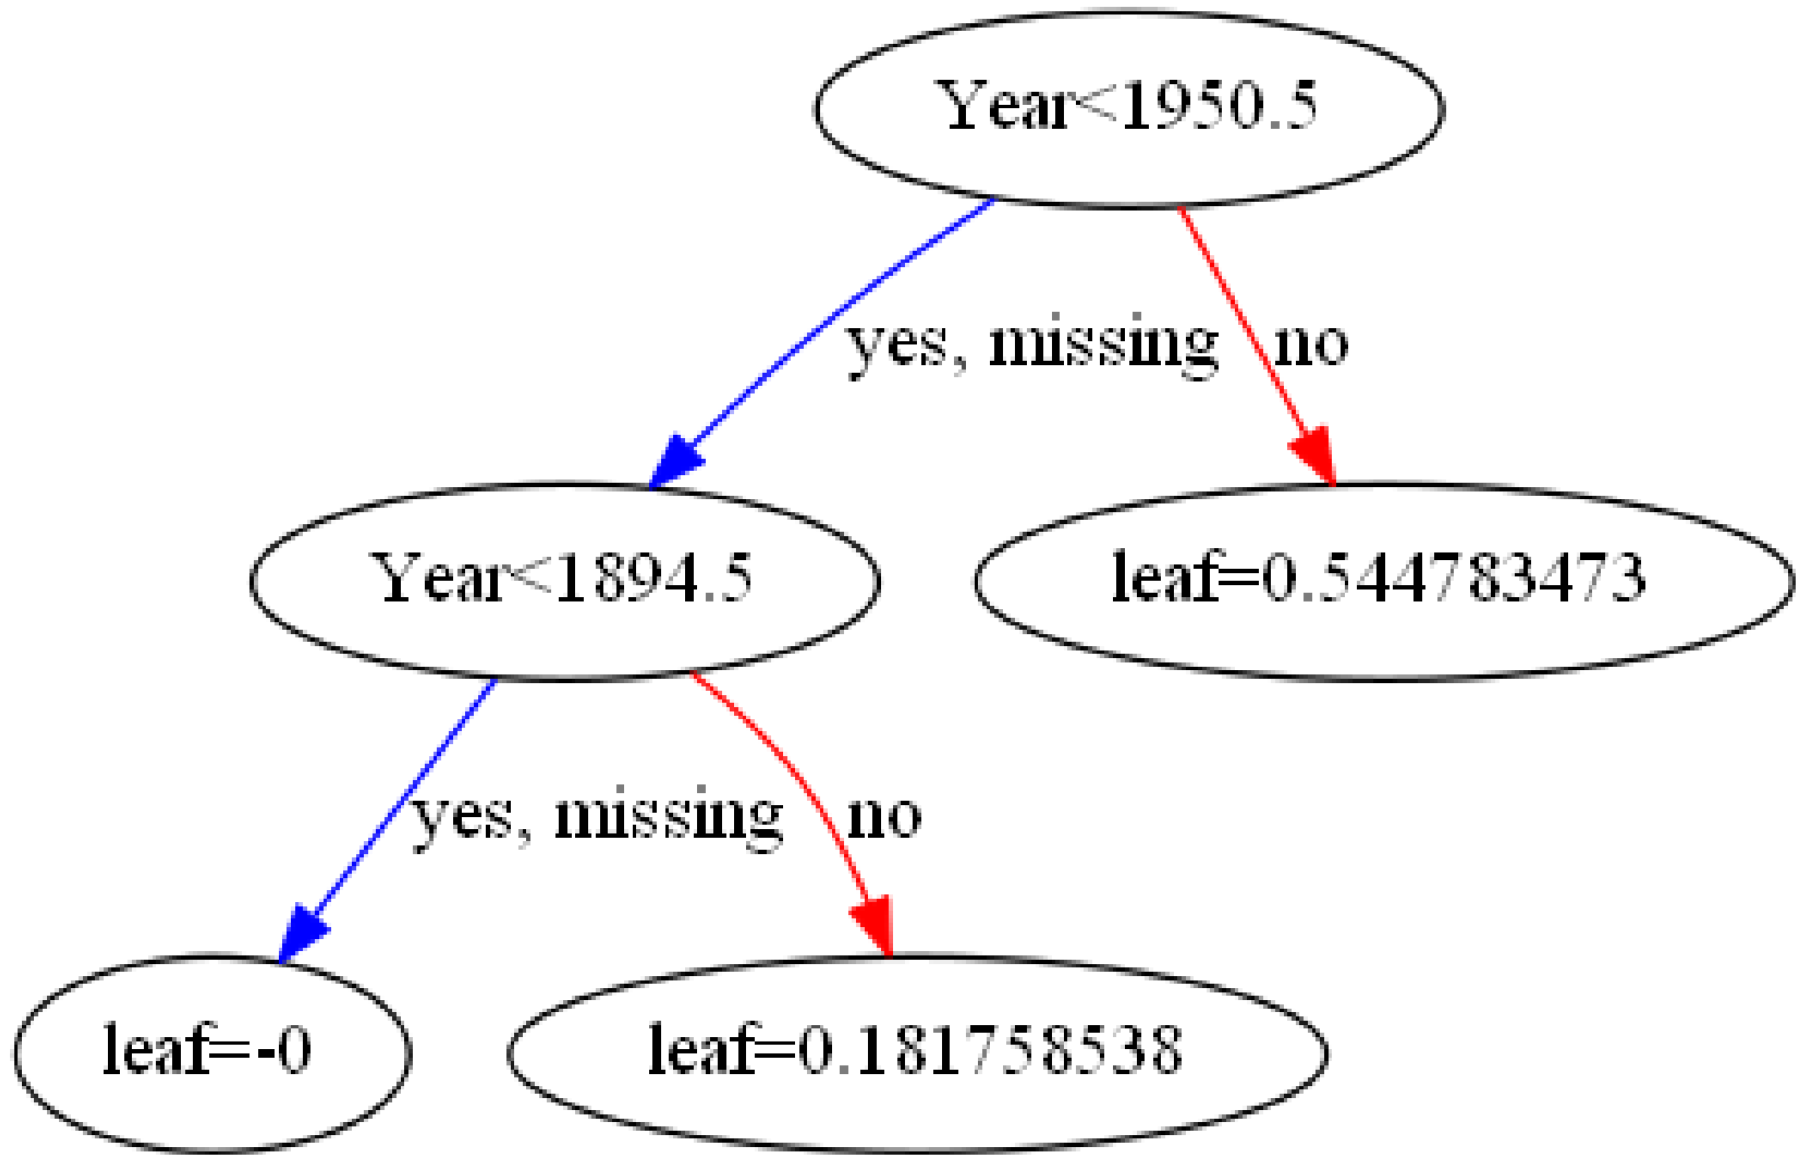 Year<1950.5
yes, missing
no
Year<1894.5
leaf=0.544783473
yes, missing
no
leaf=-0
leaf=0.181758538